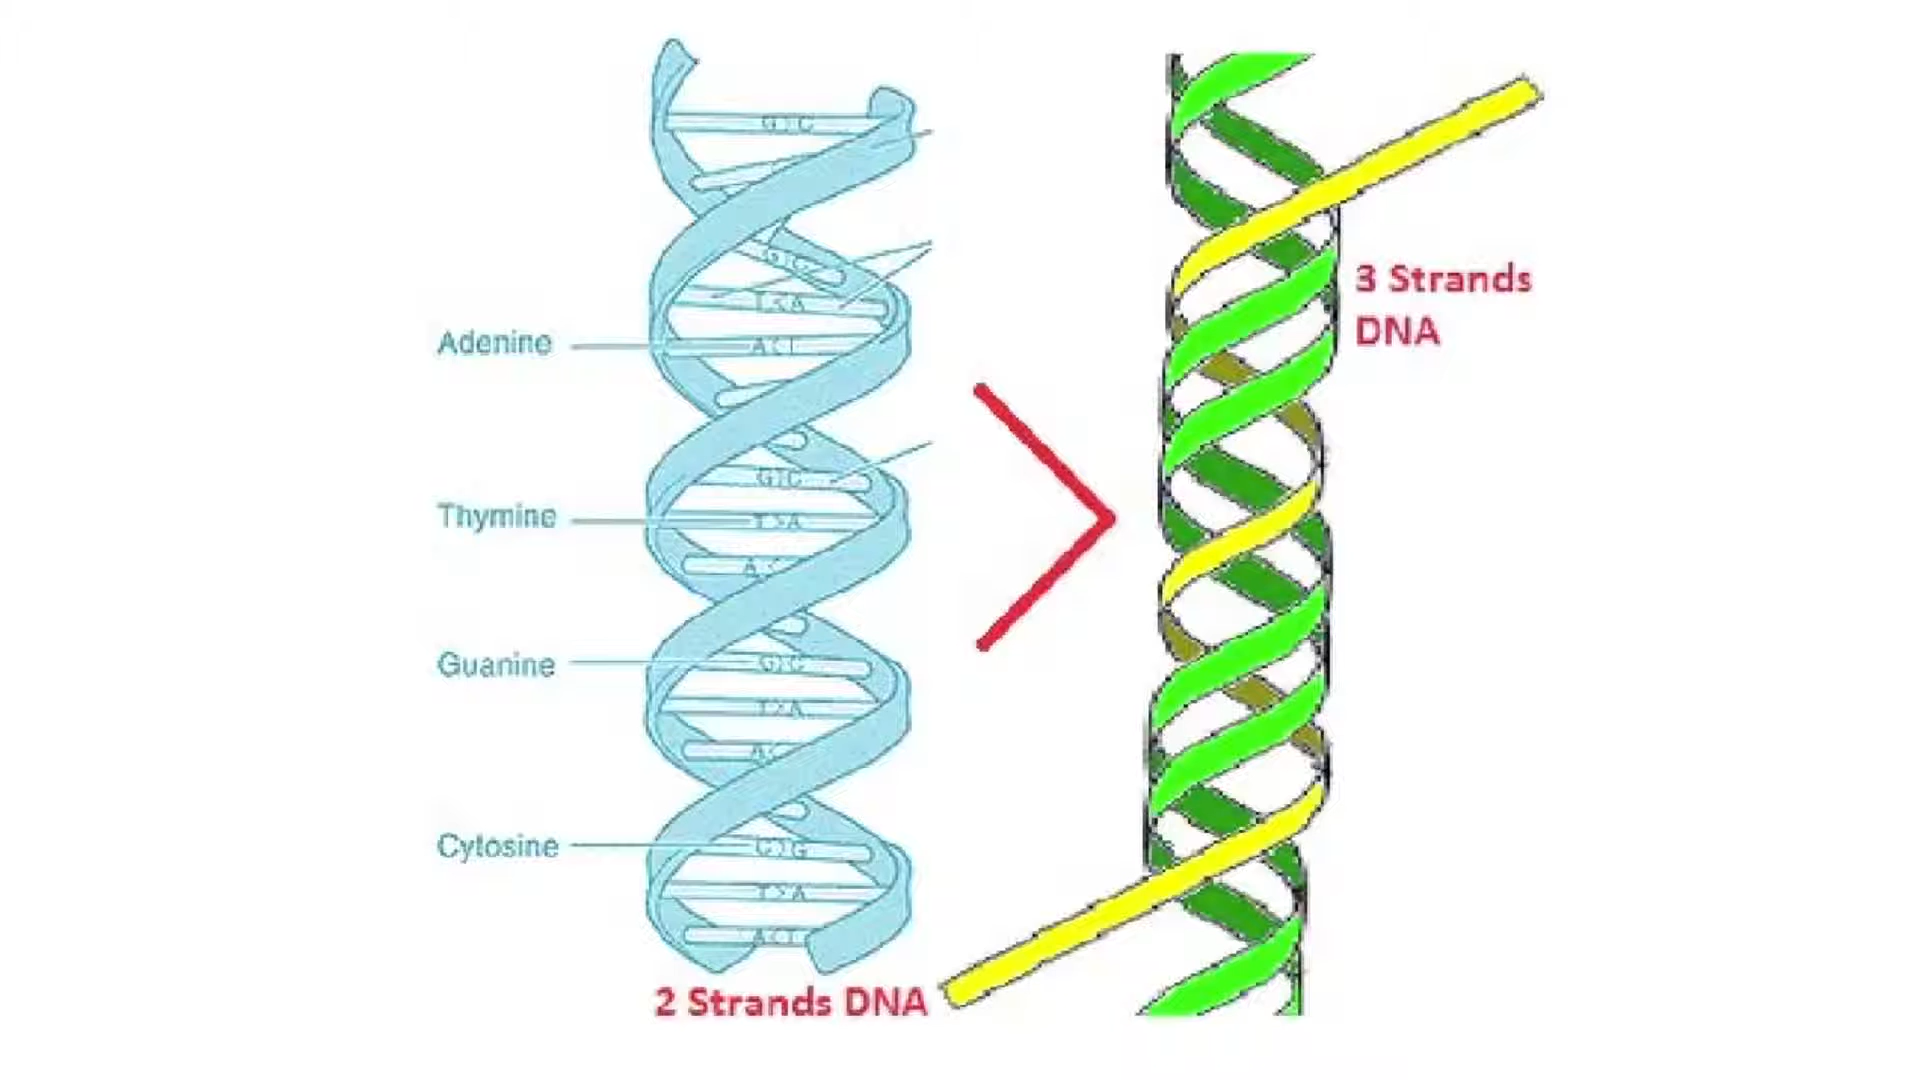 G C
G C
T A
Adenine
A T
3 Strands
DNA
G C
Thymine
T A
A
Guanine
G C
T A
A
Cytosine
C G
T A
A
2 Strands DNA